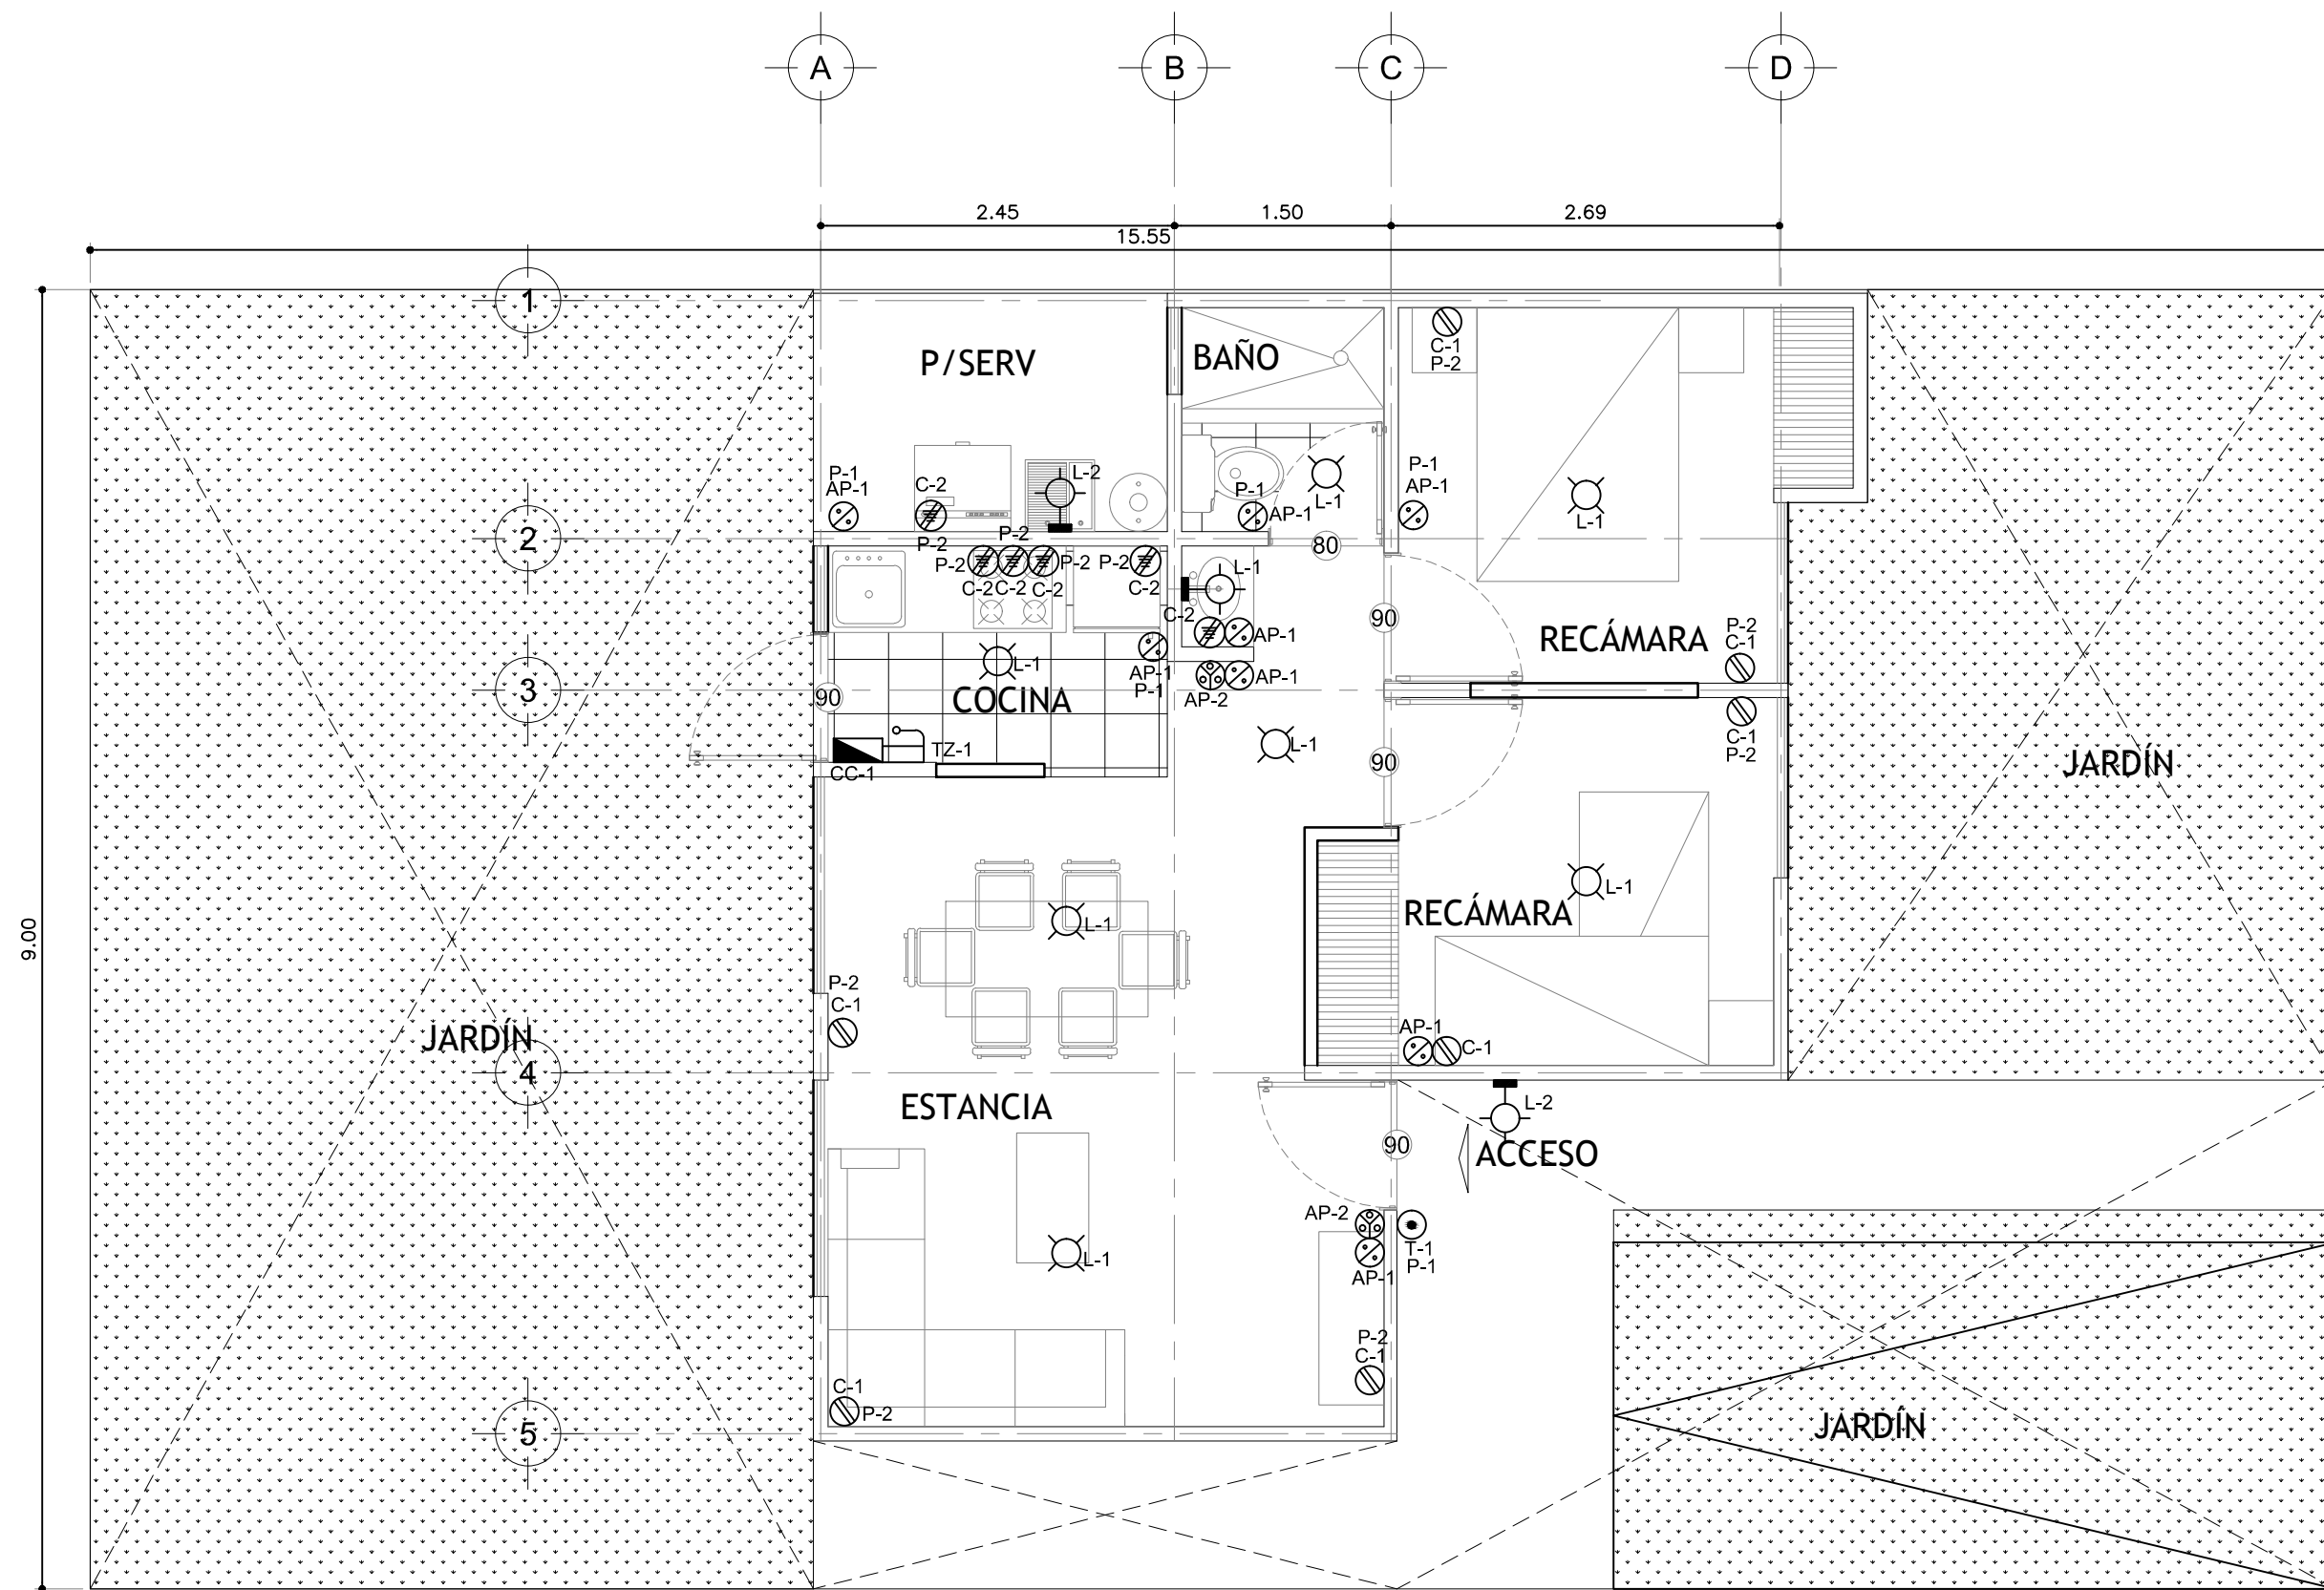 A B C D
2.45 1.50 2.69
15.55
1
P/SERV
BAÑO
C-1
P-2
P-1
AP-1
C-2
L-2
P-1
AP-1
L-1
P-1
AP-1
L-1
2
P-2
P-2
P-2
P-2
P-2
C-2
C-2
C-2
C-2
80
L-1
C-2
AP-1
90
RECÁMARA
P-2
C-1
3
90
L-1
COCINA
AP-1
P-1
AP-2
AP-1
C-1
P-2
TZ-1
CC-1
L-1
90
JARDÍN
9.00
L-1
L-1
RECÁMARA
P-2
C-1
JARDÍN
AP-1
C-1
4
ESTANCIA
L-2
90
ACCESO
AP-2
T-1
P-1
AP-1
L-1
P-2
C-1
C-1
P-2
5
JARDÍN